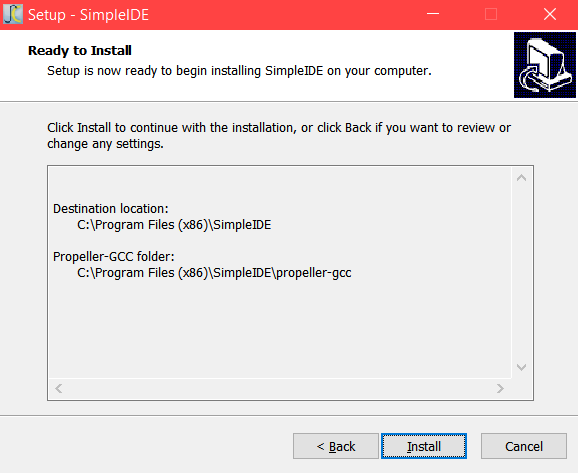 Setup - SimpleIDE
Ready to Install
Setup is now ready to begin installing SimpleIDE on your computer.
Click Install to continue with the installation, or click Back if you want to review or
change any settings.
Destination location:
C:\Program Files (x86)\SimpleIDE
Propeller-GCC folder:
C:\Program Files (x86)\SimpleIDE\propeller-gcc
< Back
Install
Cancel